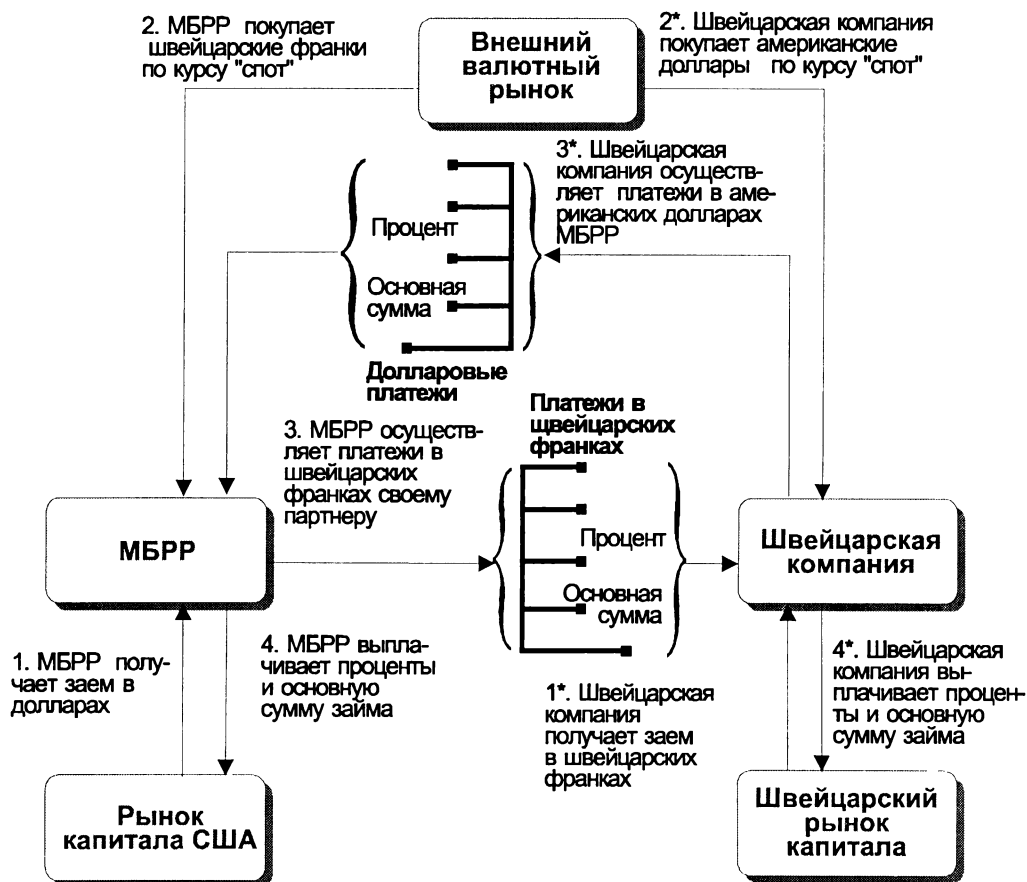 2. МБРР покупает
швейцарские франки
по курсу "спот"
Внешний
валютный
рынок
2*. Швейцарская компания
покупает американские
доллары по курсу "спот"
3*. Швейцарская
компания осуществ-
ляет платежи в аме-
риканских долларах
МБРР
Процент
Основная
сумма
Долларовые
платежи
Платежи в
щвейцарских
франках
3. МБРР осуществ-
ляет платежи в
швейцарских
франках своему
партнеру
МБРР
Процент
Основная
сумма
Швейцарская
компания
1. МБРР полу-
чает заем в
долларах
4. МБРР выпла-
чивает проценты
и основную
сумму займа
1*. Швейцарская
компания
получает заем
в швейцарских
франках
4*. Швейцарская
компания вы-
плачивает процен-
ты и основную
сумму займа
Рынок
капитала США
Швейцарский
рынок
капитала